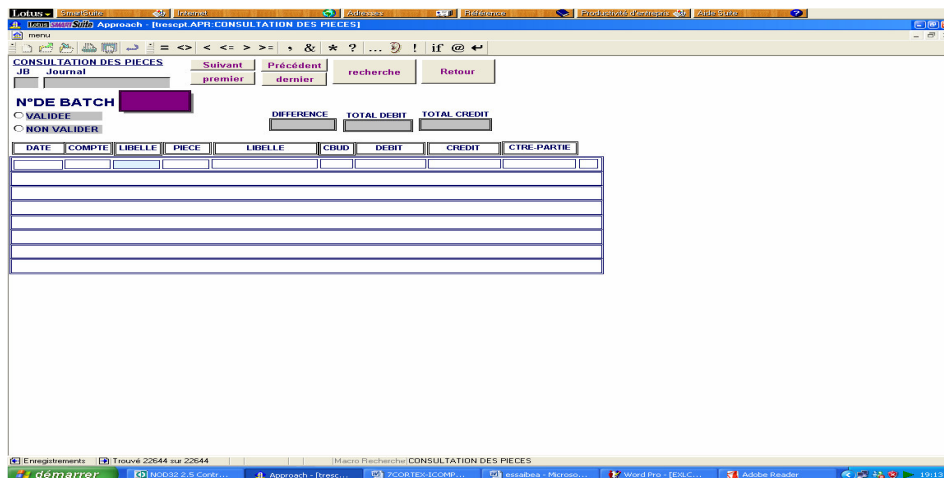 Lotus SmartSuite Internet Adresses Référence Productivité d'entrepris Aide Suite
Lotus SMARTSuite Approach - [trescpt.APR:CONSULTATION DES PIECES]
menu
= <> < <= > >= , & * ? ... ! if @
CONSULTATION DES PIECES
JB Journal
Suivant Précédent recherche Retour
premier dernier
N°DE BATCH
VALIDEE
NON VALIDER
DIFFERENCE TOTAL DEBIT TOTAL CREDIT
DATE COMPTE LIBELLE PIECE LIBELLE CBUD DEBIT CREDIT CTRE-PARTIE
Enregistrements Trouvé 22644 sur 22644 Macro Recherche CONSULTATION DES PIECES
démarrer NOD32 2.5 Contr... Approach - [tresc... 7CORTEX-ICOMP... essaibea - Microso... Word Pro - [EXLC... Adobe Reader 19:13